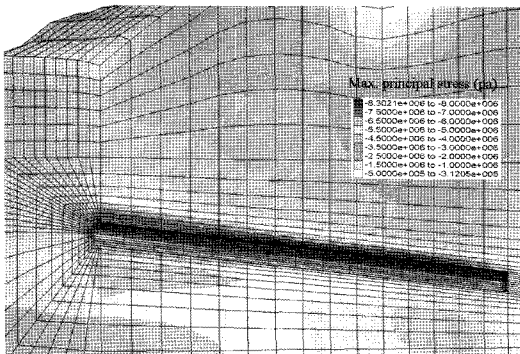 Max. principal stress (pa)
-8.3021e+006 to -8.0000e+006
-7.5000e+006 to -7.0000e+006
-6.5000e+006 to -6.0000e+006
-5.5000e+006 to -5.0000e+006
-4.5000e+006 to -4.0000e+006
-3.5000e+006 to -3.0000e+006
-2.5000e+006 to -2.0000e+006
-1.5000e+006 to -1.0000e+006
-5.0000e+005 to -3.1205e+005